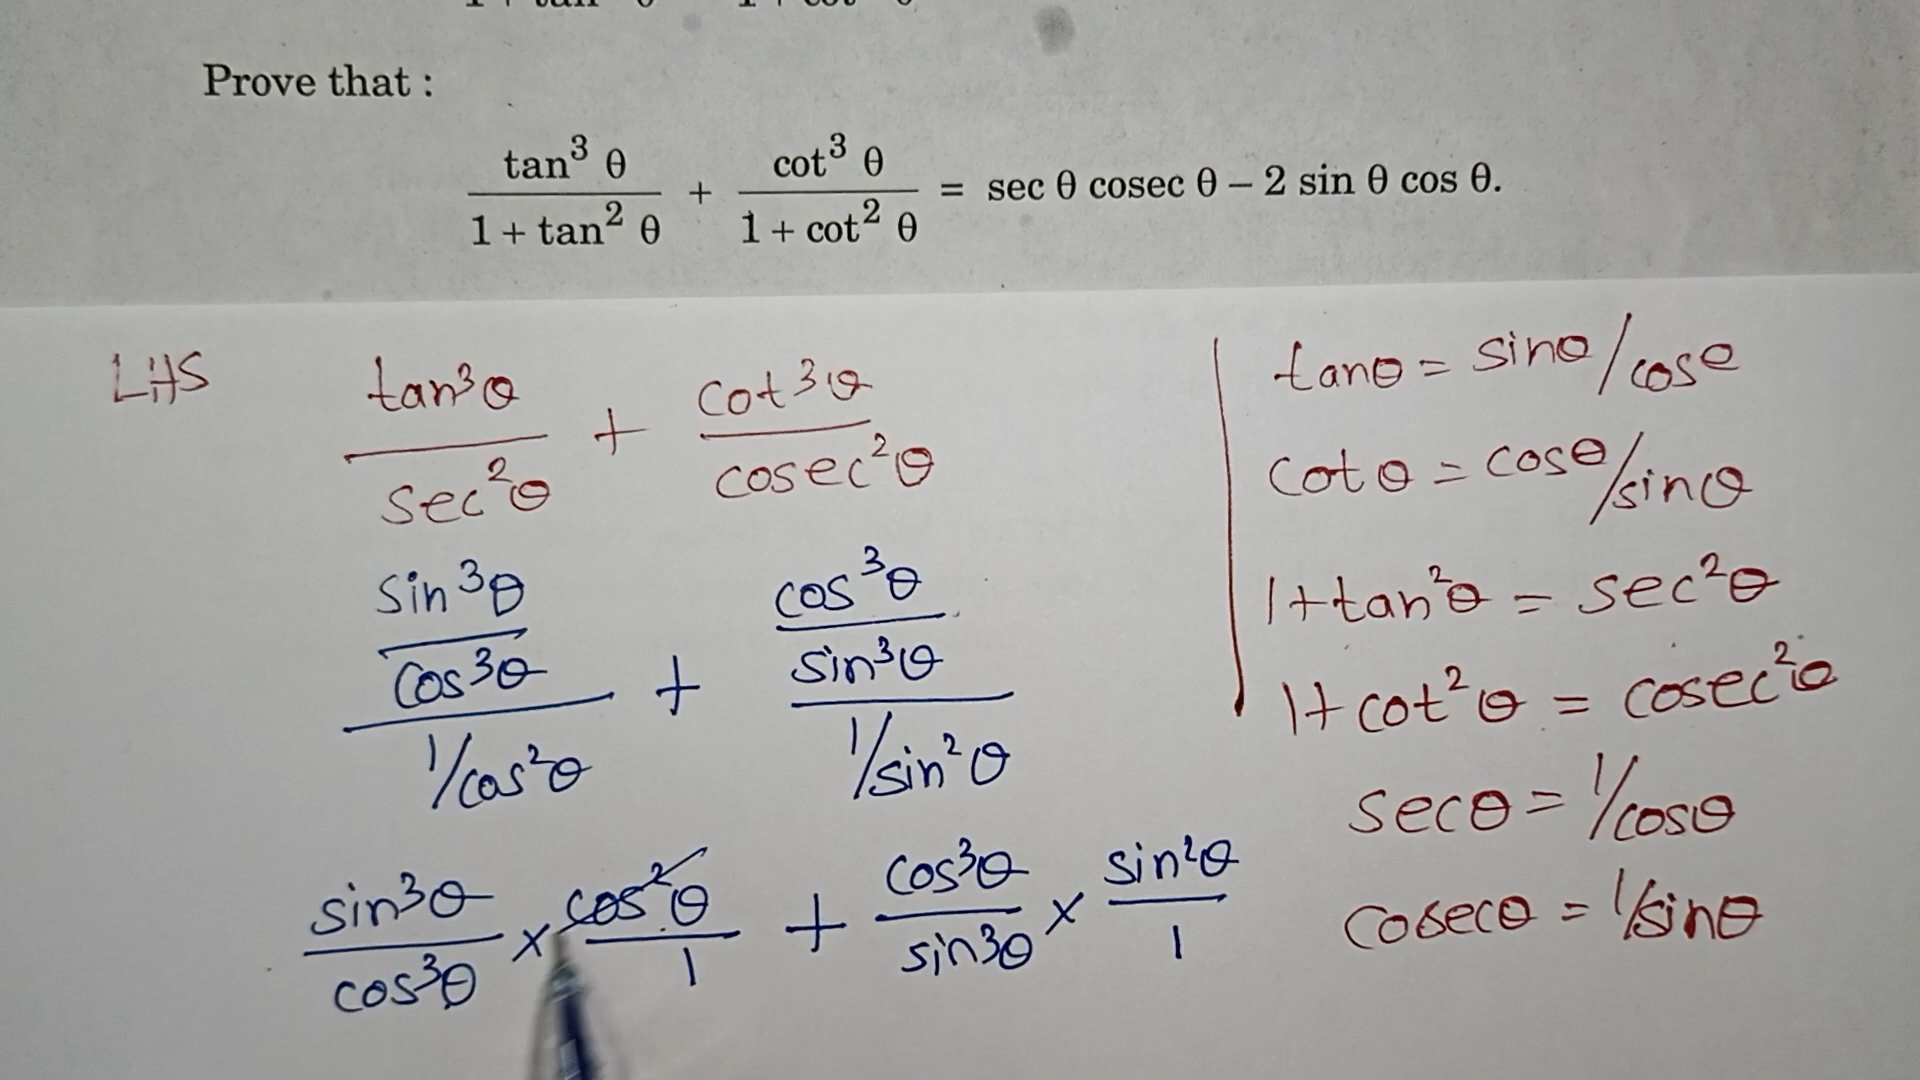 Prove that :
tan³ θ / 1 + tan² θ + cot³ θ / 1 + cot² θ = sec θ cosec θ – 2 sin θ cos θ.
LHS tan³θ / sec²θ + cot³θ / cosec²θ
sin³θ / cos³θ / 1/cos²θ + cos³θ / sin³θ / 1/sin²θ
sin³θ / cos³θ × cos²θ / 1 + cos³θ / sin³θ × sin²θ / 1
tanθ = sinθ/cosθ
cotθ = cosθ/sinθ
1+tan²θ = sec²θ
1+cot²θ = cosec²θ
secθ = 1/cosθ
cosecθ = 1/sinθ